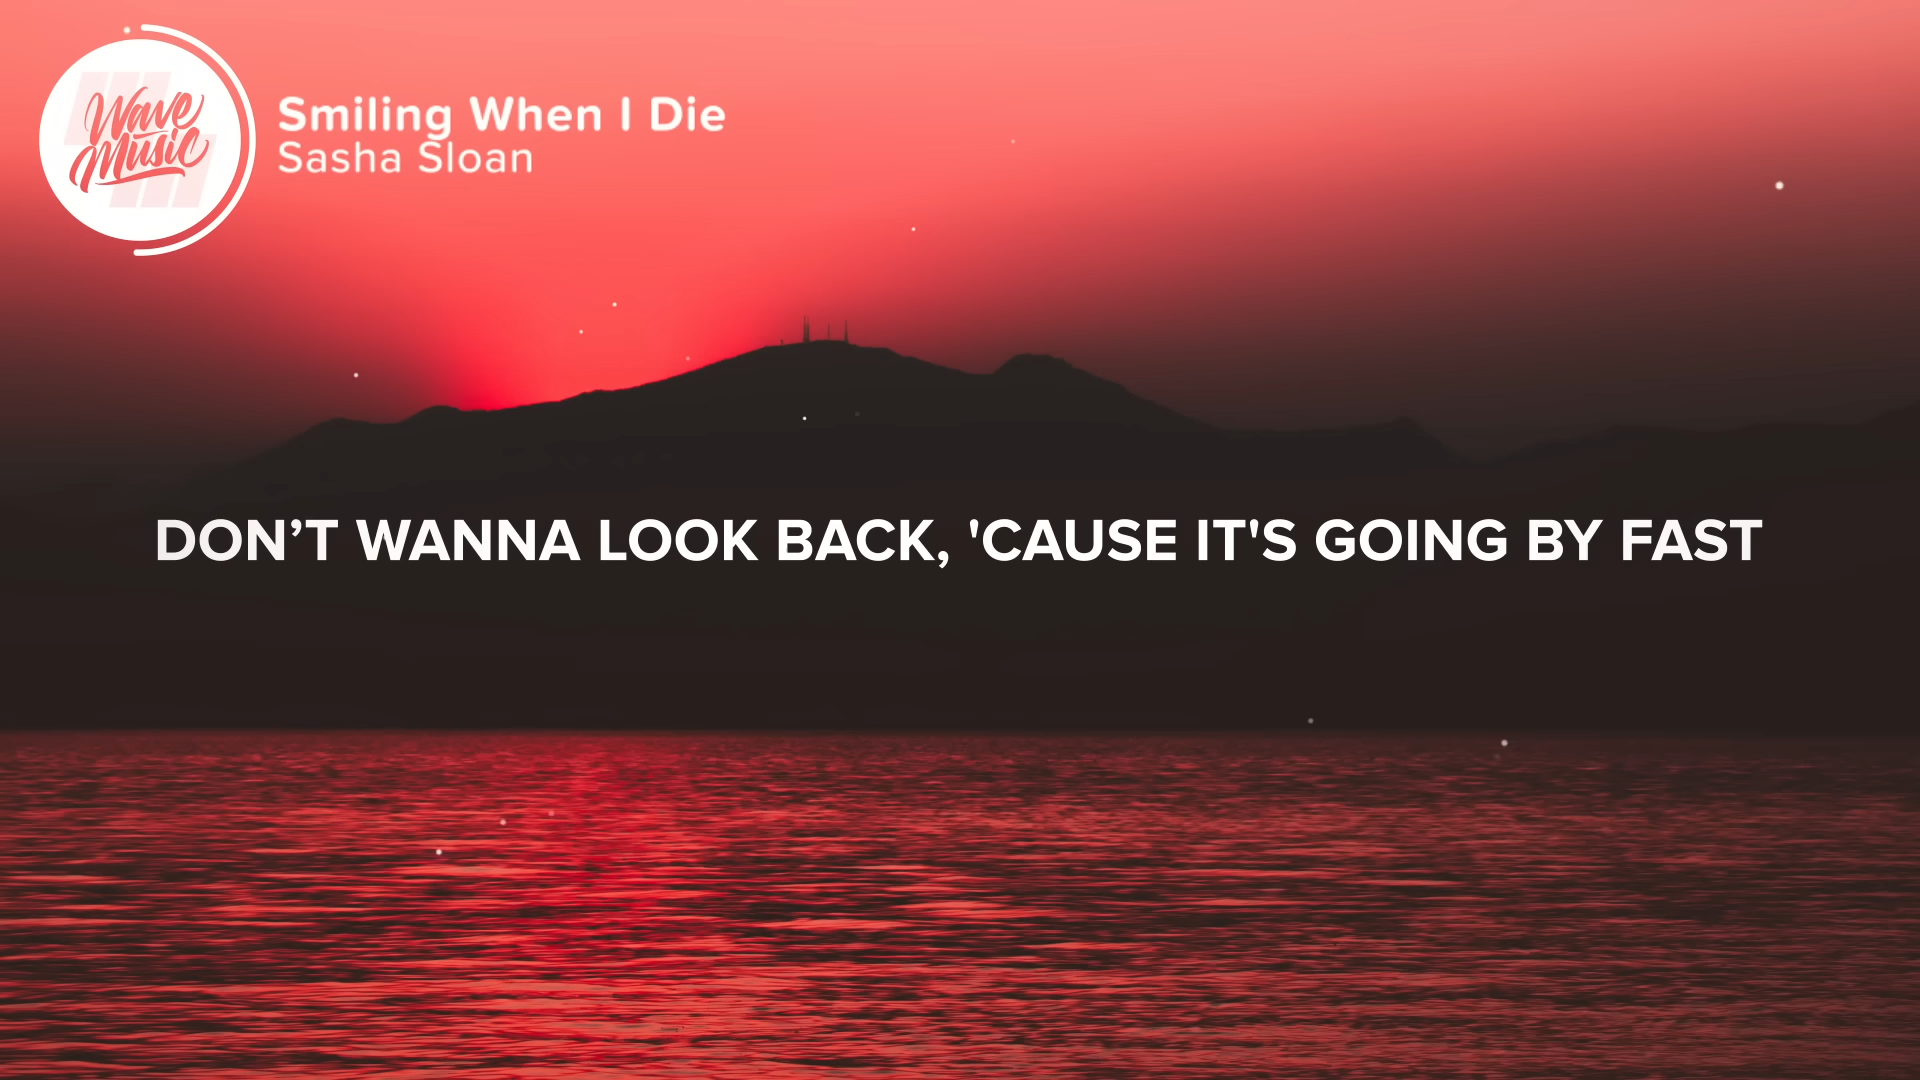 Wave
Music
Smiling When I Die
Sasha Sloan
DON’T WANNA LOOK BACK, 'CAUSE IT'S GOING BY FAST